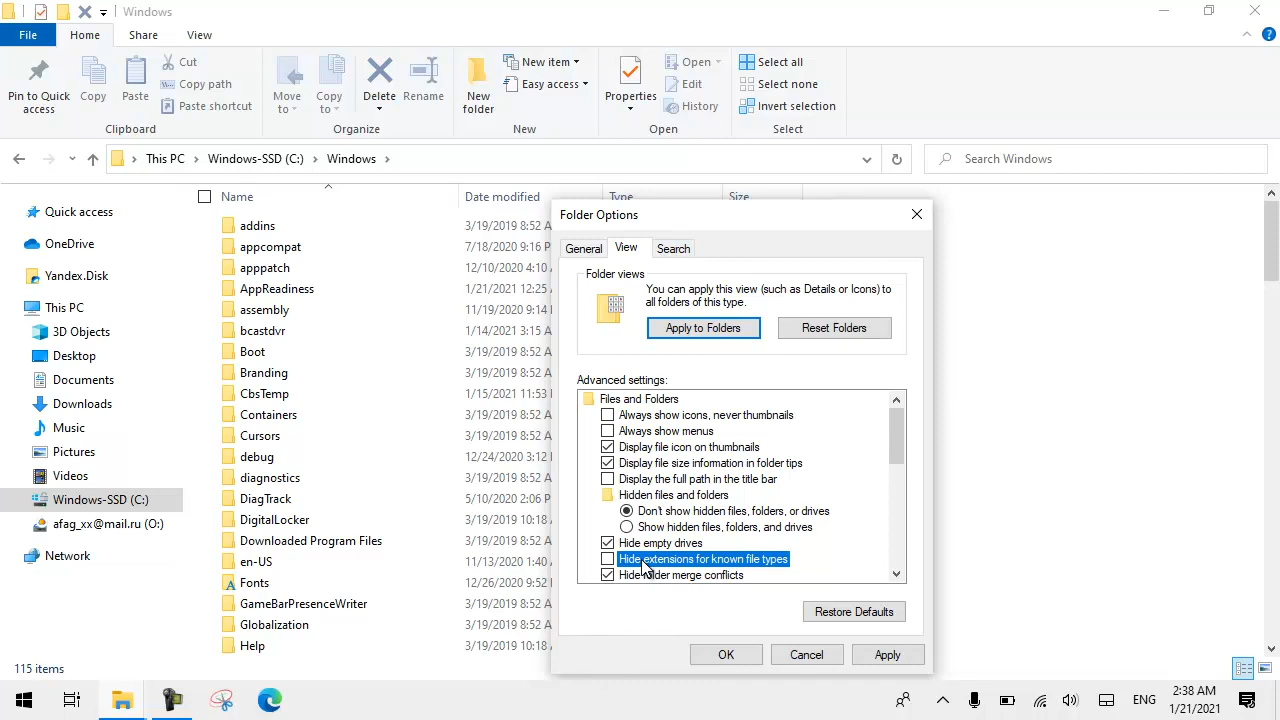 Windows
File Home Share View
Pin to Quick access
Copy
Paste
Cut
Copy path
Paste shortcut
Clipboard
Move to
Copy to
Delete
Rename
Organize
New folder
New item
Easy access
New
Properties
Open
Edit
History
Open
Select all
Select none
Invert selection
Select
This PC > Windows-SSD (C:) > Windows >
Search Windows
Quick access
OneDrive
Yandex.Disk
This PC
3D Objects
Desktop
Documents
Downloads
Music
Pictures
Videos
Windows-SSD (C:)
afag_xx@mail.ru (O:)
Network
Name Date modified Type Size
addins 3/19/2019 8:52 A
appcompat 7/18/2020 9:16 P
apppatch 12/10/2020 4:10
AppReadiness 1/21/2021 12:25
assembly 11/19/2020 9:14
bcastdvr 1/14/2021 3:15 A
Boot 3/19/2019 8:52 A
Branding 3/19/2019 8:52 A
CbsTemp 1/15/2021 11:53
Containers 3/19/2019 8:52 A
Cursors 3/19/2019 8:52 A
debug 12/24/2020 3:12
diagnostics 3/19/2019 8:52 A
DiagTrack 5/10/2020 2:06 P
DigitalLocker 3/19/2019 10:18
Downloaded Program Files 3/19/2019 8:52 A
en-US 11/13/2020 1:40
Fonts 12/26/2020 9:52
GameBarPresenceWriter 3/19/2019 8:52 A
Globalization 3/19/2019 8:52 A
Help 3/19/2019 10:18
Folder Options
General View Search
Folder views
You can apply this view (such as Details or Icons) to
all folders of this type.
Apply to Folders Reset Folders
Advanced settings:
Files and Folders
Always show icons, never thumbnails
Always show menus
Display file icon on thumbnails
Display file size information in folder tips
Display the full path in the title bar
Hidden files and folders
Don't show hidden files, folders, or drives
Show hidden files, folders, and drives
Hide empty drives
Hide extensions for known file types
Hide folder merge conflicts
Restore Defaults
OK Cancel Apply
115 items
ENG
2:38 AM
1/21/2021